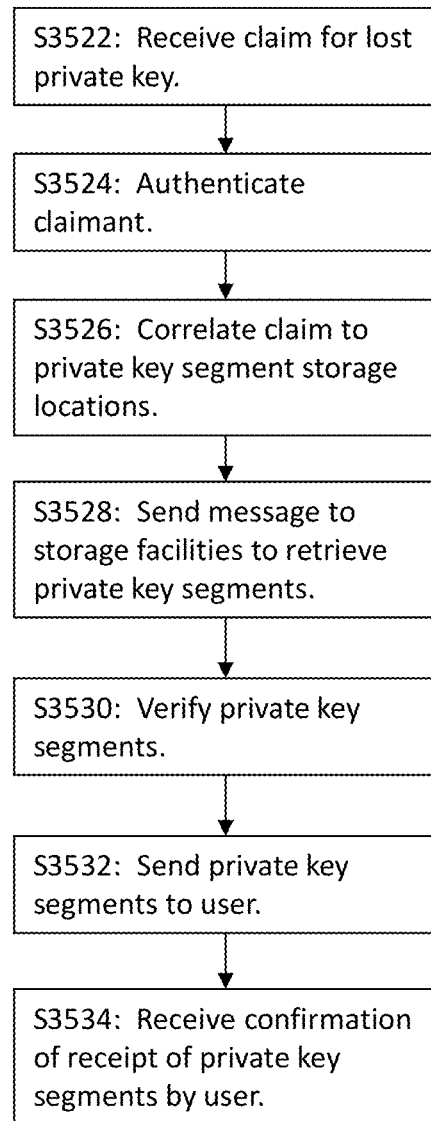 S3522: Receive claim for lost
private key.
S3524: Authenticate
claimant.
S3526: Correlate claim to
private key segment storage
locations.
S3528: Send message to
storage facilities to retrieve
private key segments.
S3530: Verify private key
segments.
S3532: Send private key
segments to user.
S3534: Receive confirmation
of receipt of private key
segments by user.